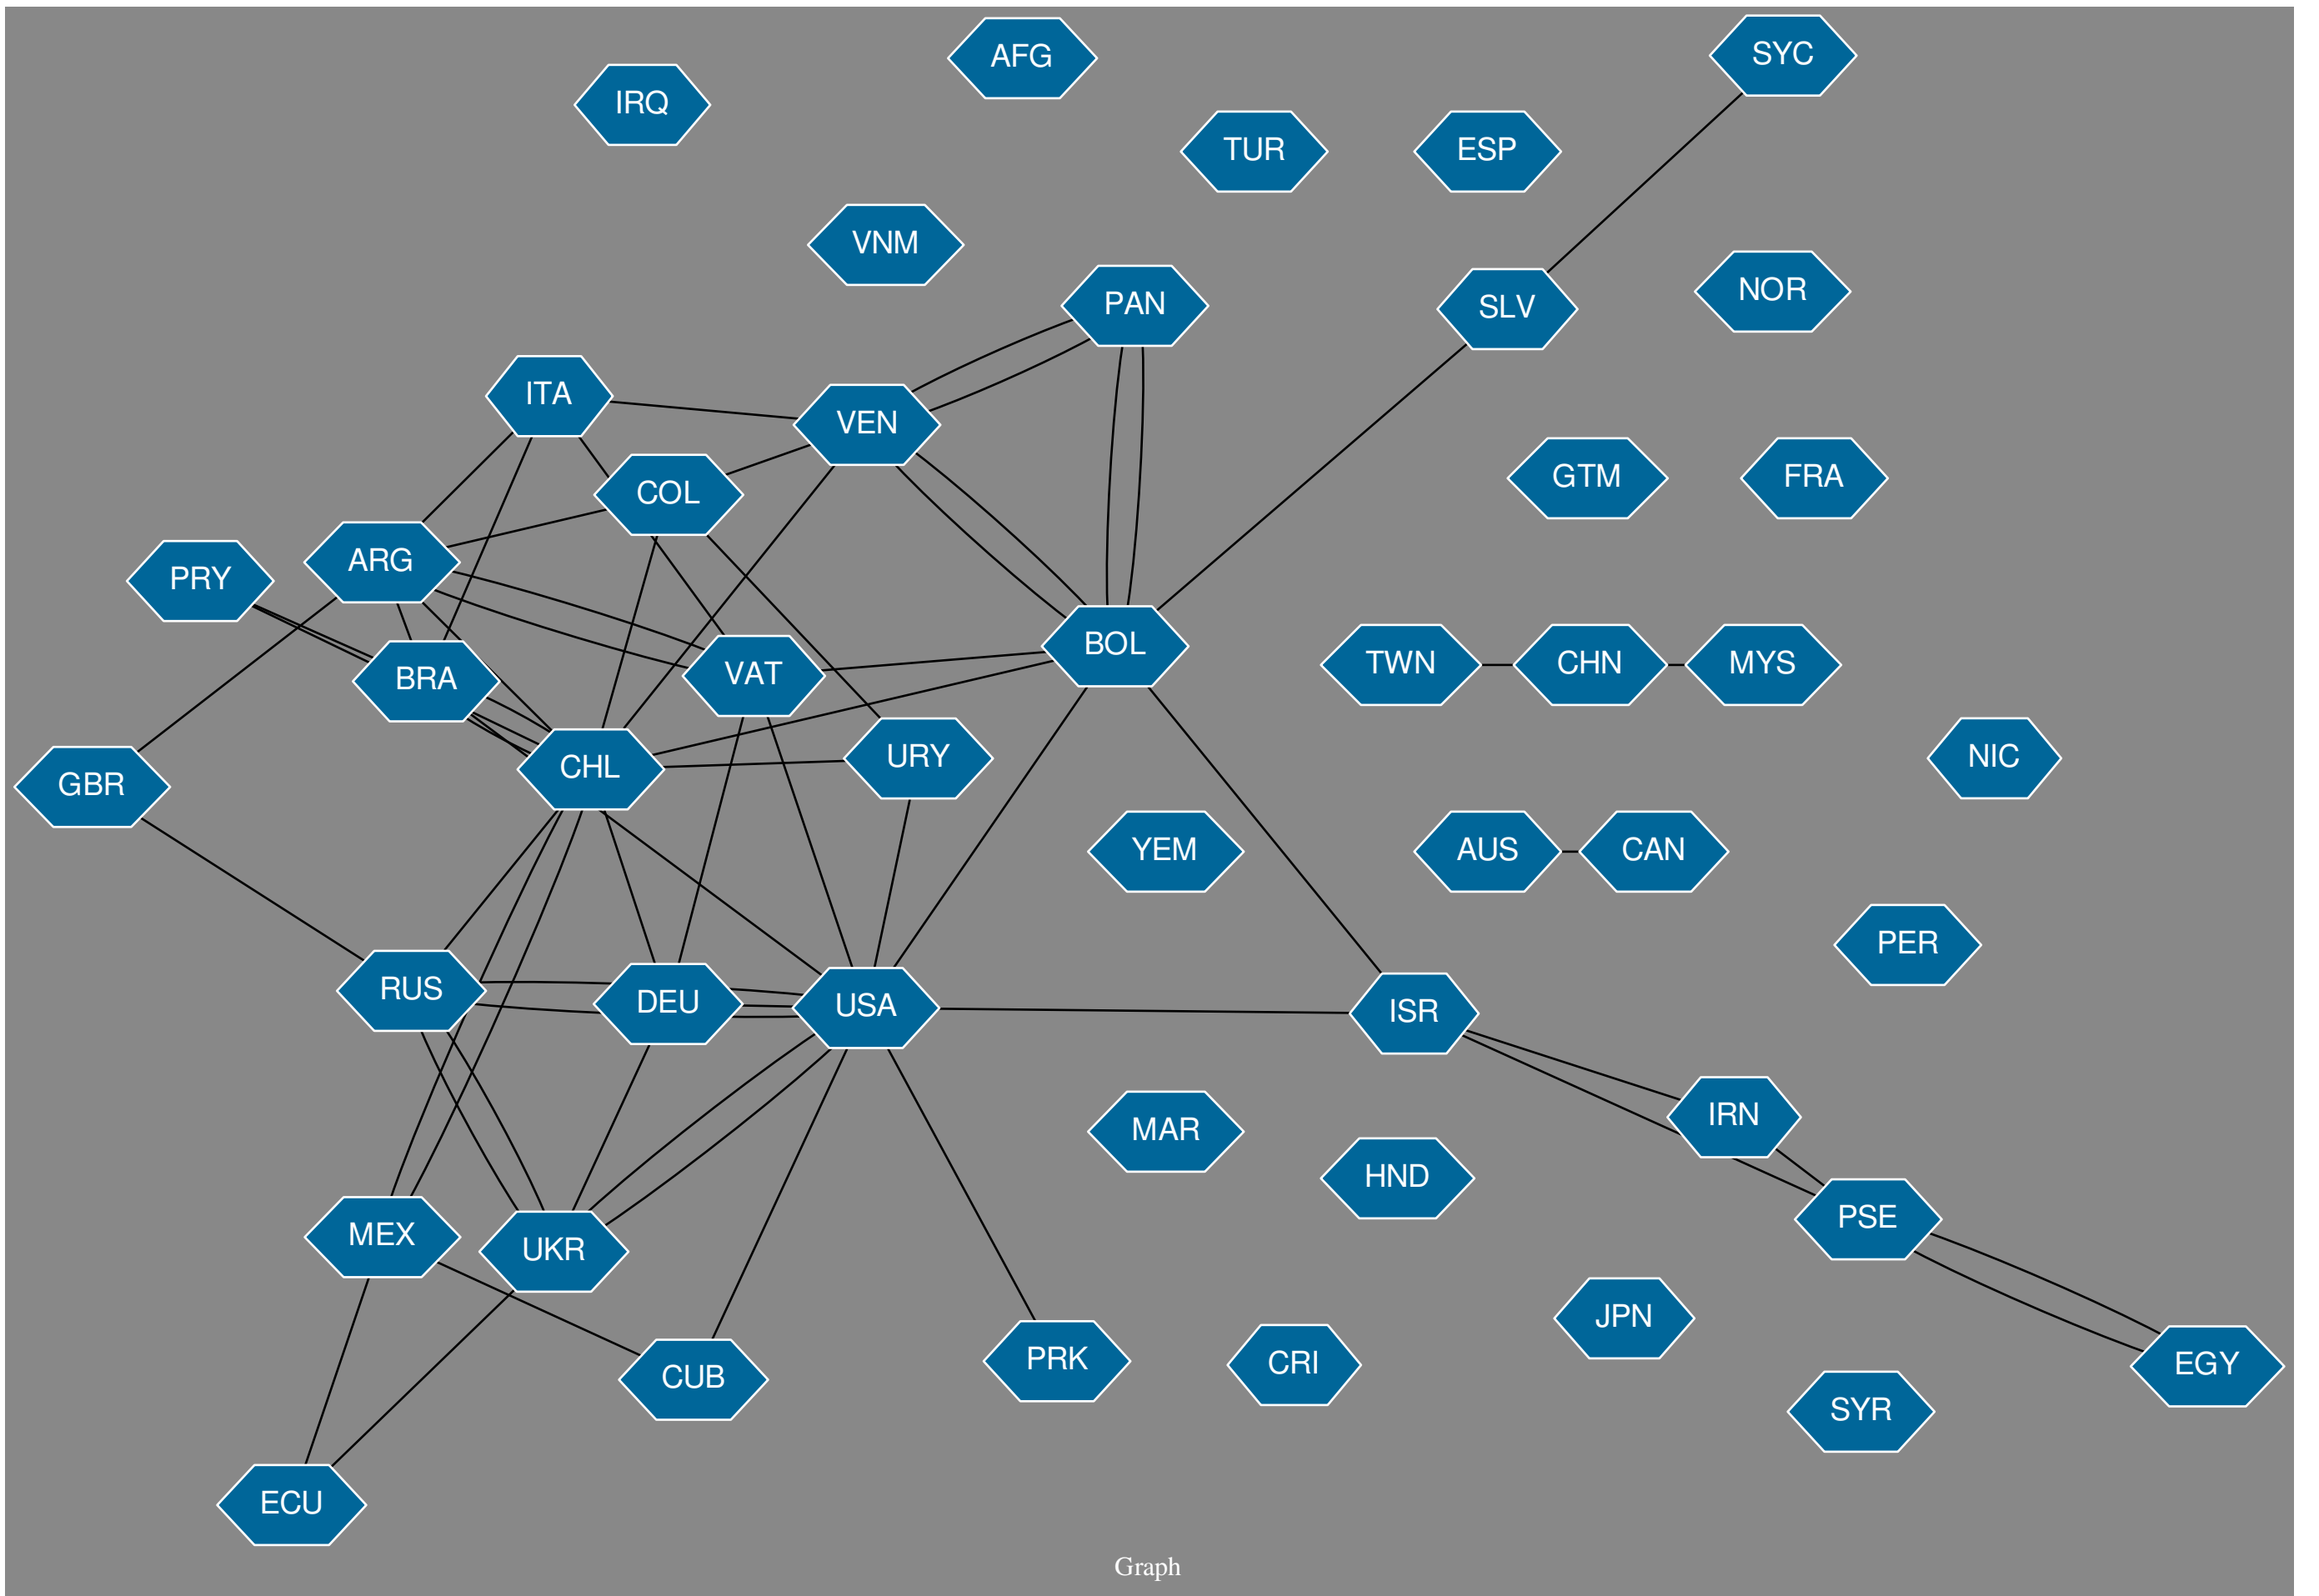 SYC
AFG
IRQ
TUR
ESP
VNM
NOR
PAN
SLV
ITA
VEN
COL
GTM
FRA
ARG
PRY
BOL
TWN
CHN
MYS
BRA
VAT
URY
NIC
CHL
GBR
YEM
AUS
CAN
PER
RUS
DEU
USA
ISR
IRN
MAR
HND
PSE
MEX
UKR
JPN
PRK
CRI
EGY
CUB
SYR
ECU
Graph